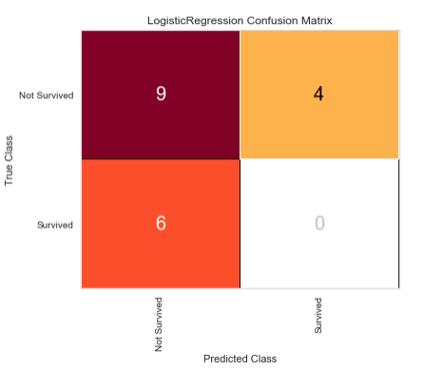 LogisticRegression Confusion Matrix
True Class
Not Survived
9
4
Survived
6
0
Not Survived
Survived
Predicted Class